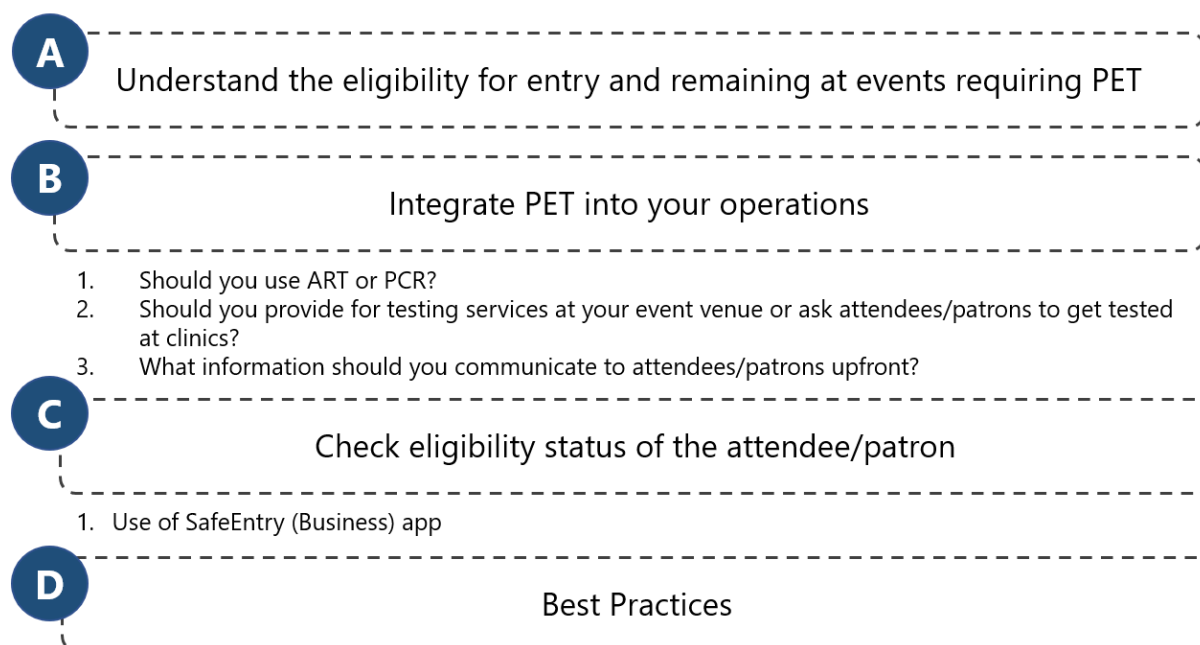 A
Understand the eligibility for entry and remaining at events requiring PET
B
Integrate PET into your operations
1. Should you use ART or PCR?
2. Should you provide for testing services at your event venue or ask attendees/patrons to get tested
at clinics?
3. What information should you communicate to attendees/patrons upfront?
C
Check eligibility status of the attendee/patron
1. Use of SafeEntry (Business) app
D
Best Practices